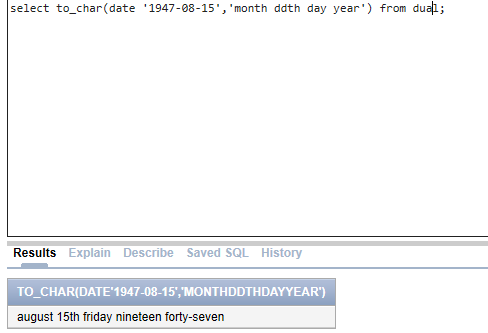 select to_char(date '1947-08-15','month ddth day year') from dual;
Results Explain Describe Saved SQL History
TO_CHAR(DATE'1947-08-15','MONTHDDTHDAYYEAR')
august 15th friday nineteen forty-seven